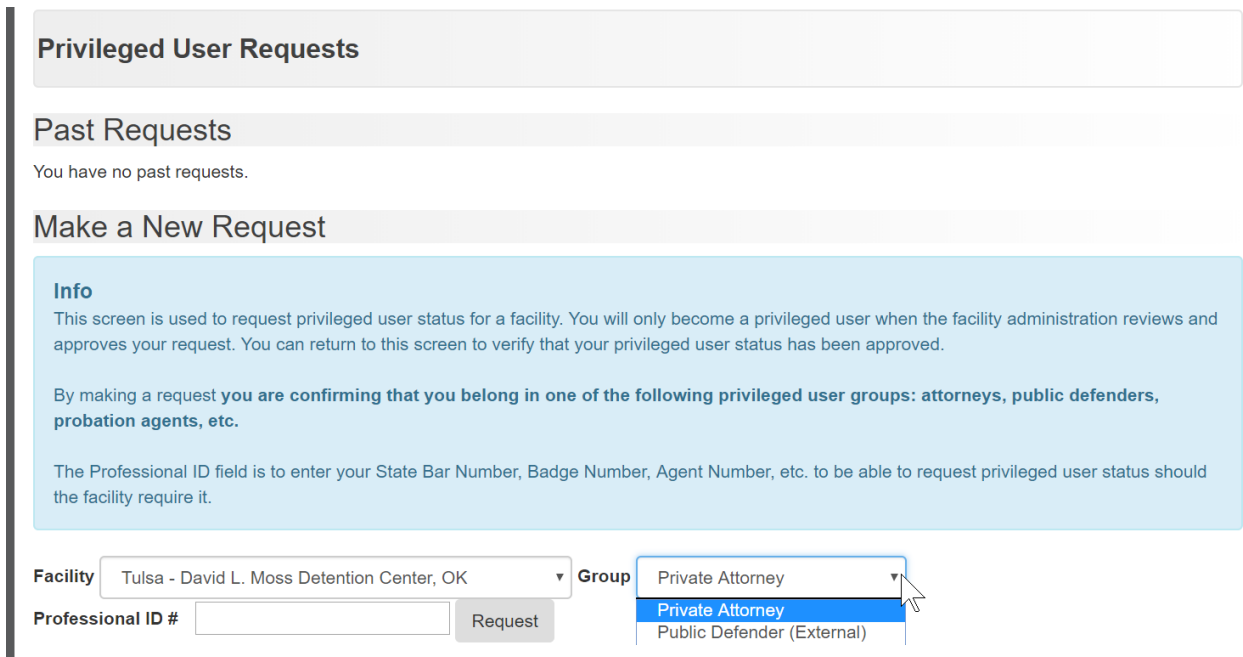 Privileged User Requests
Past Requests
You have no past requests.
Make a New Request
Info
This screen is used to request privileged user status for a facility. You will only become a privileged user when the facility administration reviews and
approves your request. You can return to this screen to verify that your privileged user status has been approved.
By making a request you are confirming that you belong in one of the following privileged user groups: attorneys, public defenders,
probation agents, etc.
The Professional ID field is to enter your State Bar Number, Badge Number, Agent Number, etc. to be able to request privileged user status should
the facility require it.
Facility Tulsa - David L. Moss Detention Center, OK Group Private Attorney
Professional ID # Request Private Attorney
Public Defender (External)